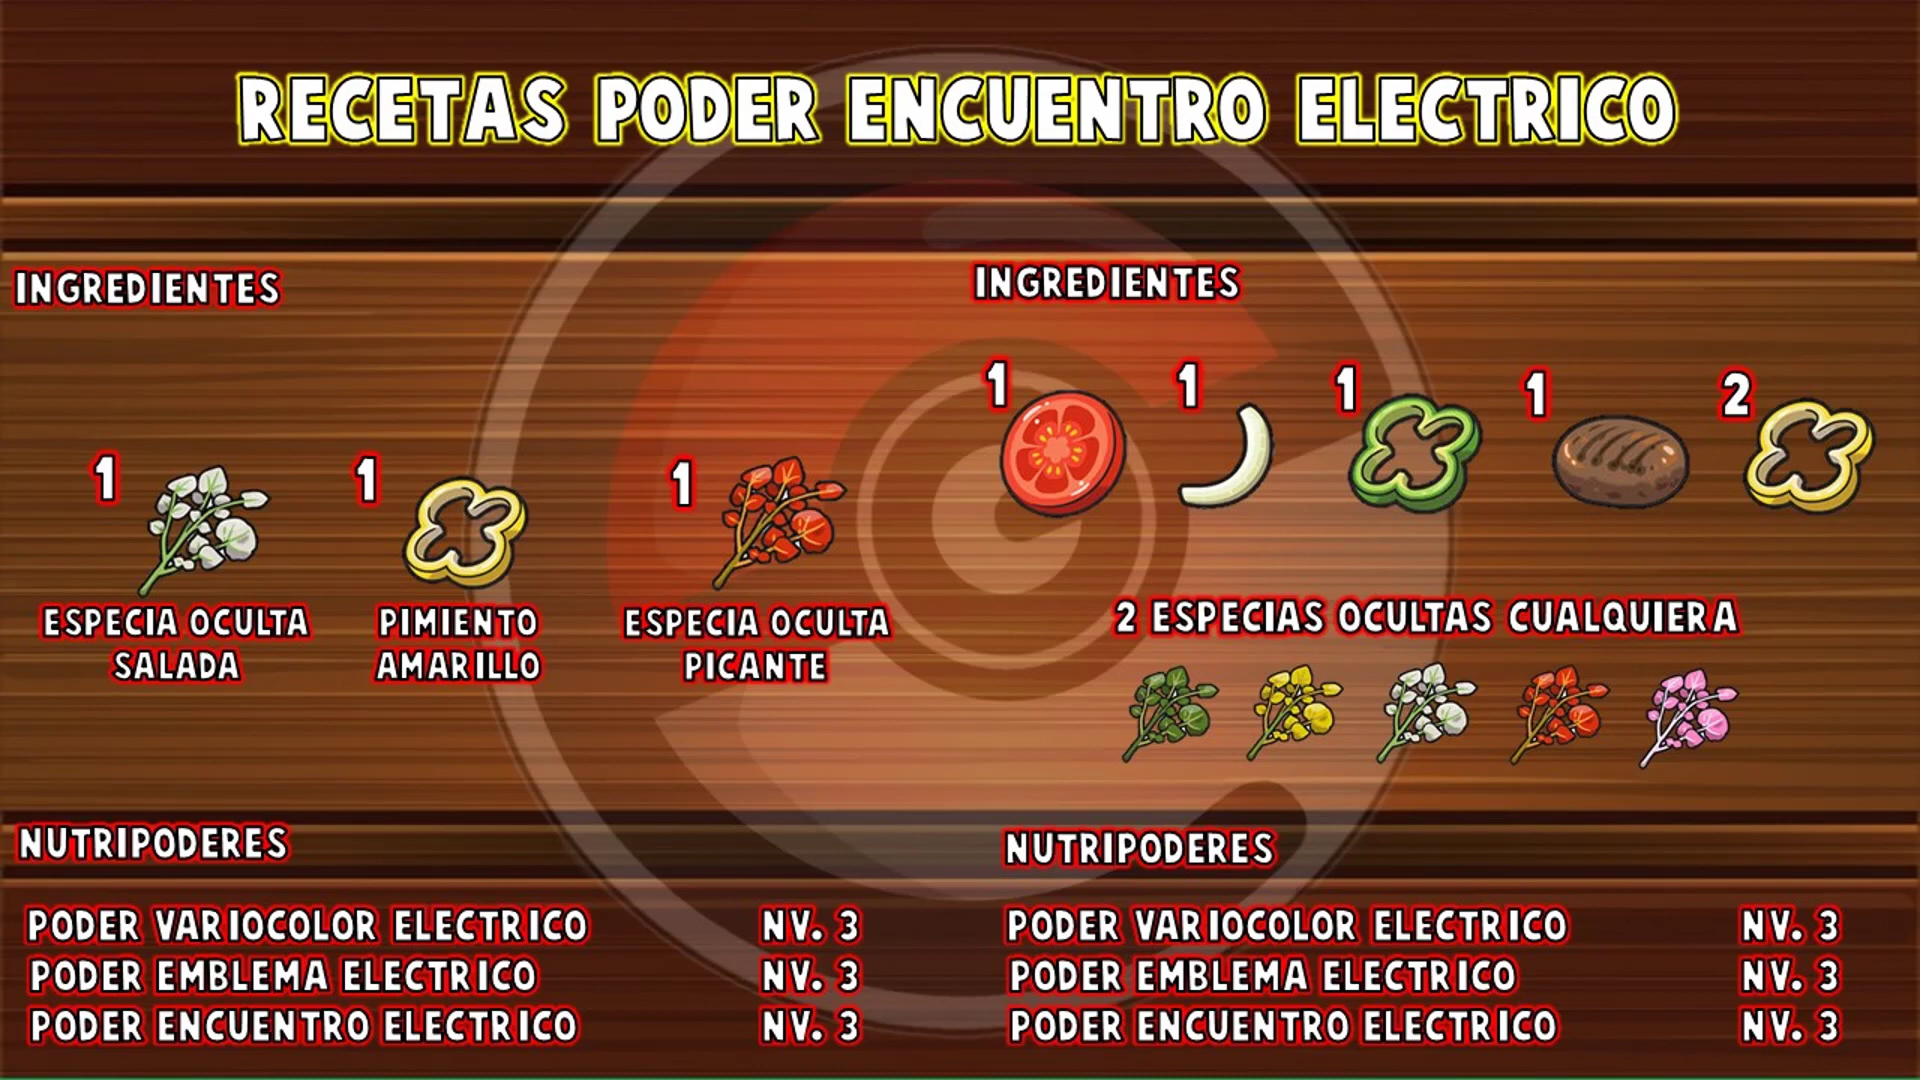 RECETAS PODER ENCUENTRO ELECTRICO
INGREDIENTES
1
1
1
ESPECIA OCULTA
SALADA
PIMIENTO
AMARILLO
ESPECIA OCULTA
PICANTE
NUTRIPODERES
PODER VARIOCOLOR ELECTRICO NV. 3
PODER EMBLEMA ELECTRICO NV. 3
PODER ENCUENTRO ELECTRICO NV. 3
INGREDIENTES
1
1
1
1
2
2 ESPECIAS OCULTAS CUALQUIERA
NUTRIPODERES
PODER VARIOCOLOR ELECTRICO NV. 3
PODER EMBLEMA ELECTRICO NV. 3
PODER ENCUENTRO ELECTRICO NV. 3